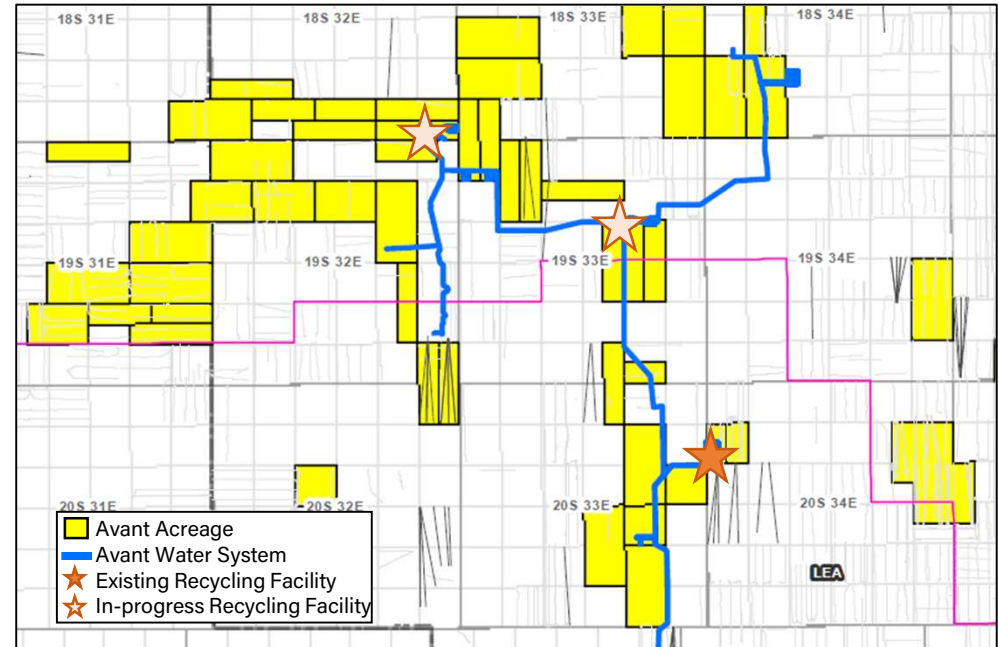 18S 31E
18S 32E
18S 33E
18S 34E
19S 31E
19S 32E
19S 33E
19S 34E
20S 31E
20S 32E
20S 33E
20S 34E
LEA
Avant Acreage
Avant Water System
Existing Recycling Facility
In-progress Recycling Facility